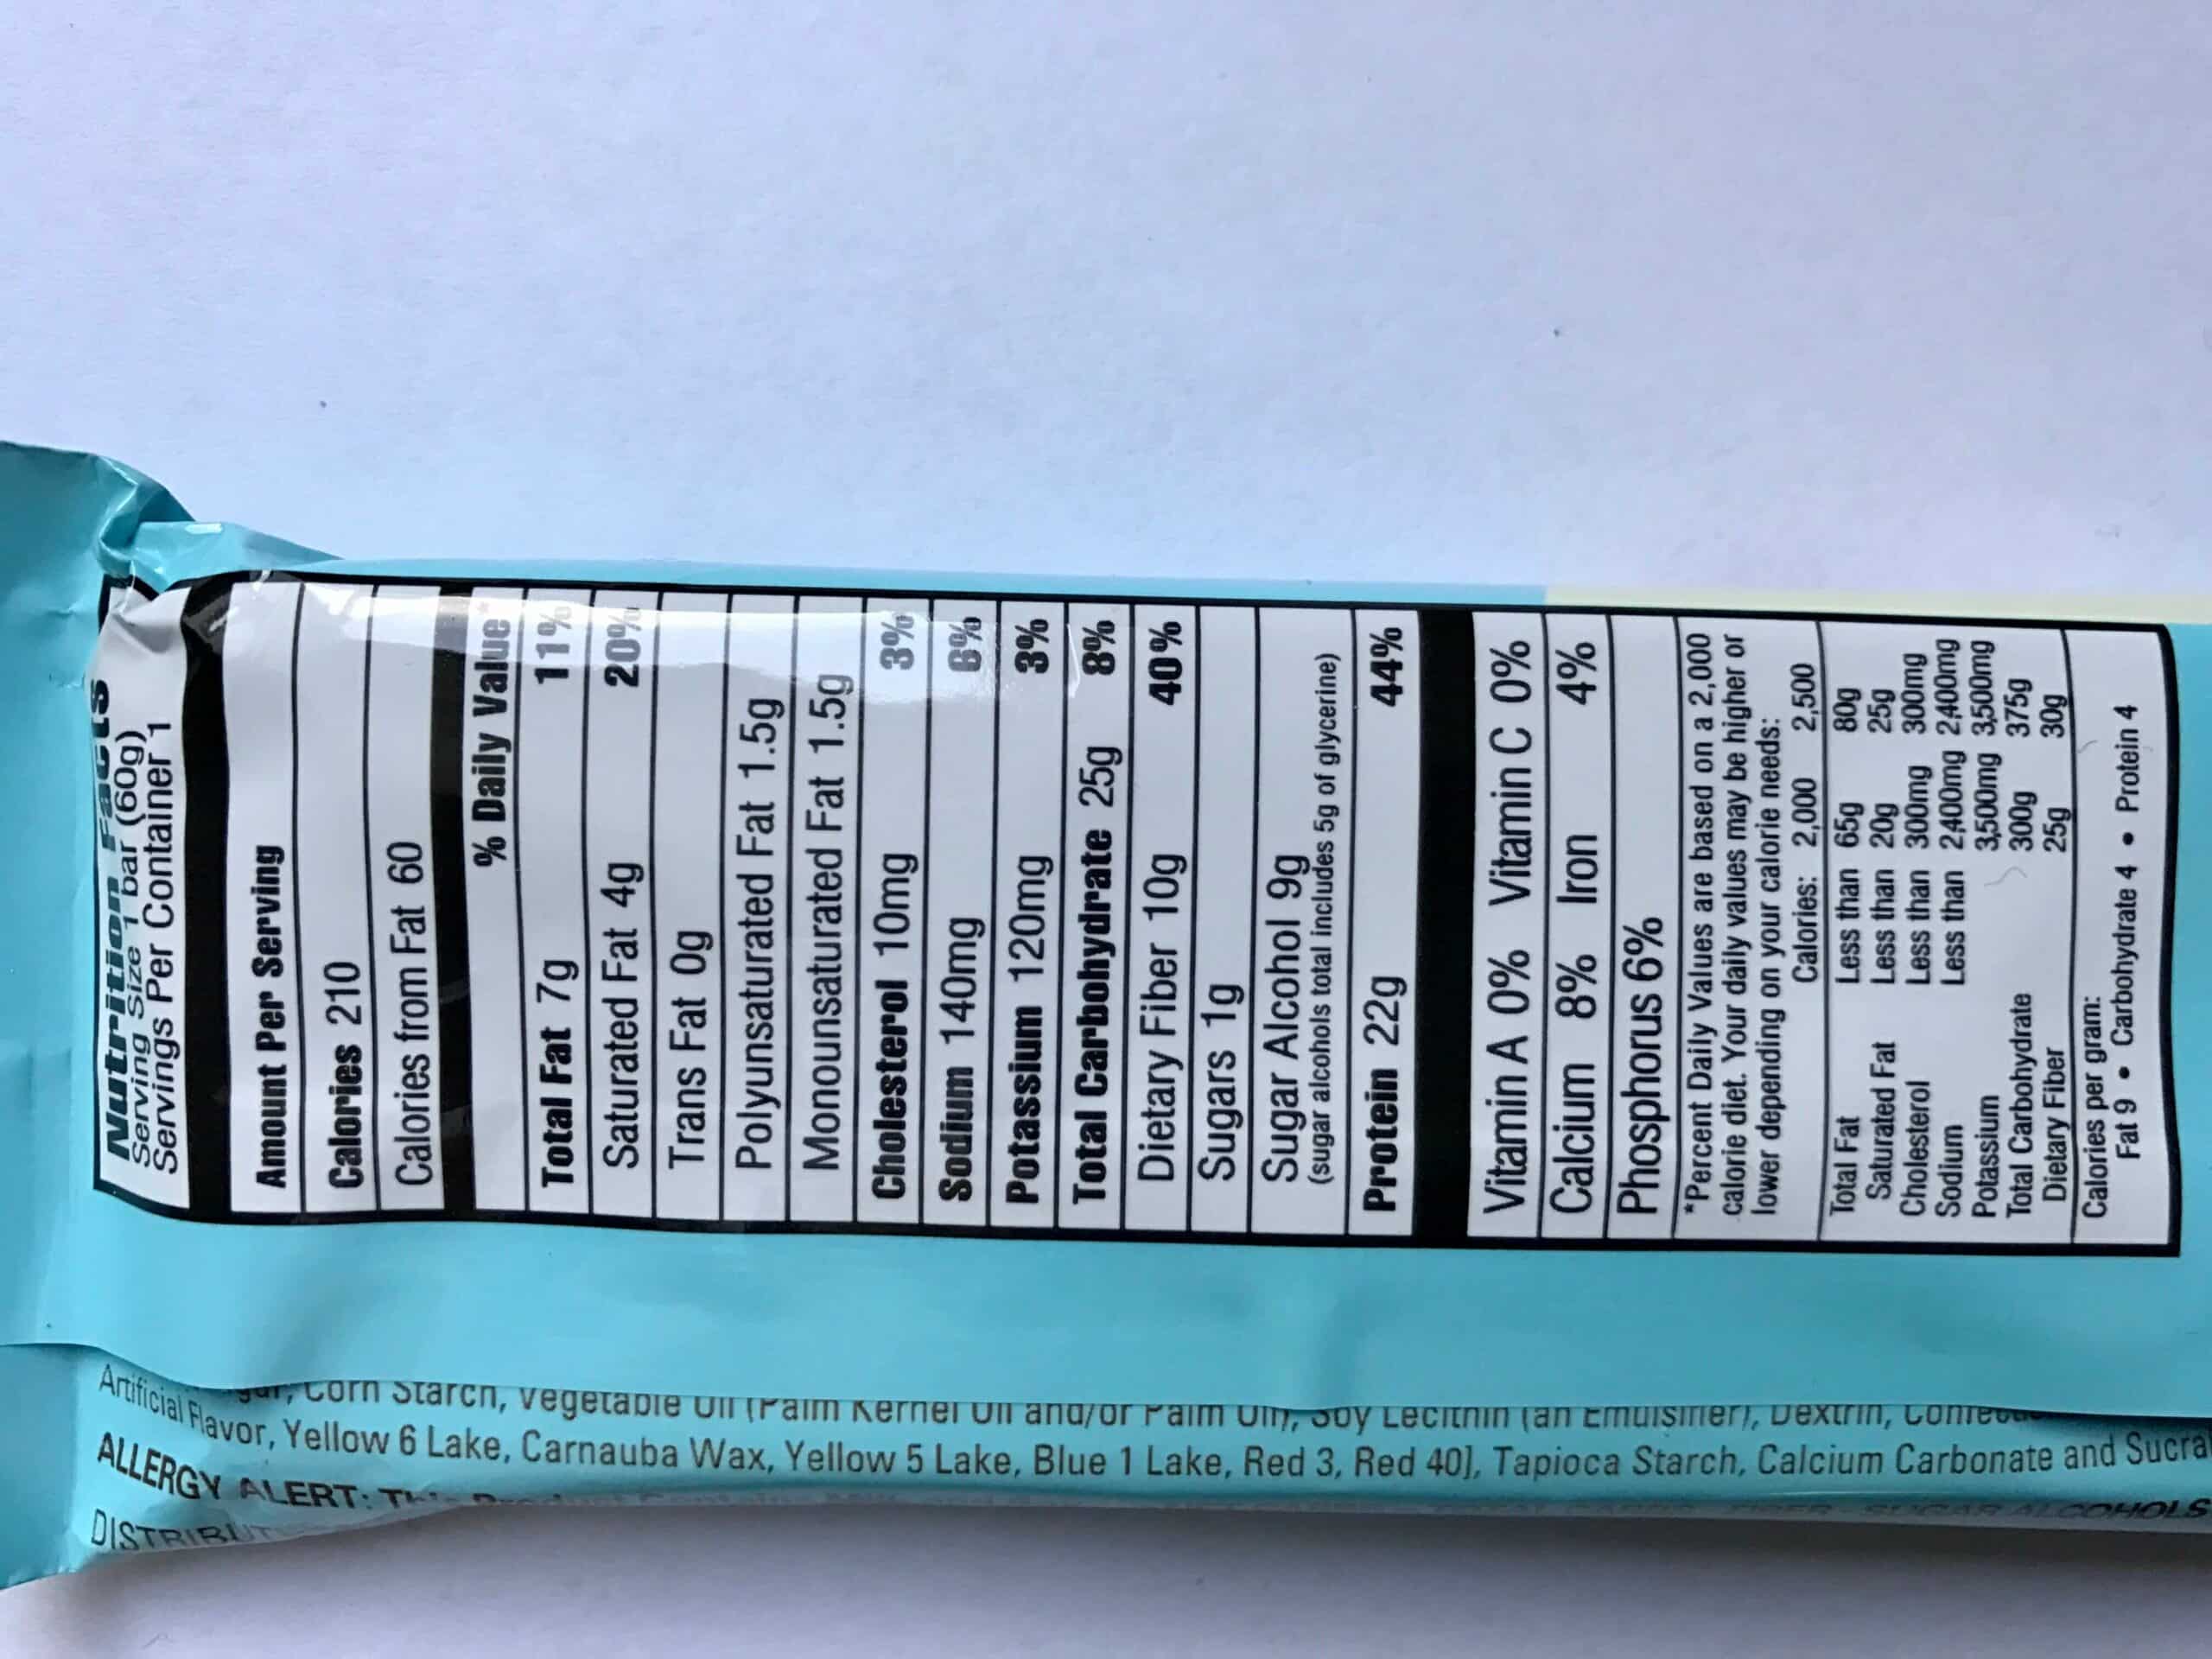 Nutrition Facts
Serving Size 1 bar (60g)
Servings Per Container 1
Amount Per Serving
Calories 210
Calories from Fat 60
% Daily Value*
Total Fat 7g 11%
Saturated Fat 4g 20%
Trans Fat 0g
Polyunsaturated Fat 1.5g
Monounsaturated Fat 1.5g
Cholesterol 10mg 3%
Sodium 140mg 6%
Potassium 120mg 3%
Total Carbohydrate 25g 8%
Dietary Fiber 10g 40%
Sugars 1g
Sugar Alcohol 9g
(sugar alcohols total includes 5g of glycerine)
Protein 22g 44%
Vitamin A 0% Vitamin C 0%
Calcium 8% Iron 4%
Phosphorus 6%
*Percent Daily Values are based on a 2,000
calorie diet. Your daily values may be higher or
lower depending on your calorie needs:
Calories: 2,000 2,500
Total Fat Less than 65g 80g
Saturated Fat Less than 20g 25g
Cholesterol Less than 300mg 300mg
Sodium Less than 2,400mg 2,400mg
Potassium 3,500mg 3,500mg
Total Carbohydrate 300g 375g
Dietary Fiber 25g 30g
Calories per gram:
Fat 9 • Carbohydrate 4 • Protein 4
Corn Starch, Vegetable Oil (Palm Kernel Oil and/or Palm Oil), Soy Lecithin (an Emulsifier), Dextrin,
Artificial Flavor, Yellow 6 Lake, Carnauba Wax, Yellow 5 Lake, Blue 1 Lake, Red 3, Red 40], Tapioca Starch, Calcium Carbonate and
ALLERGY ALERT:
SUGAR ALCOHOLS